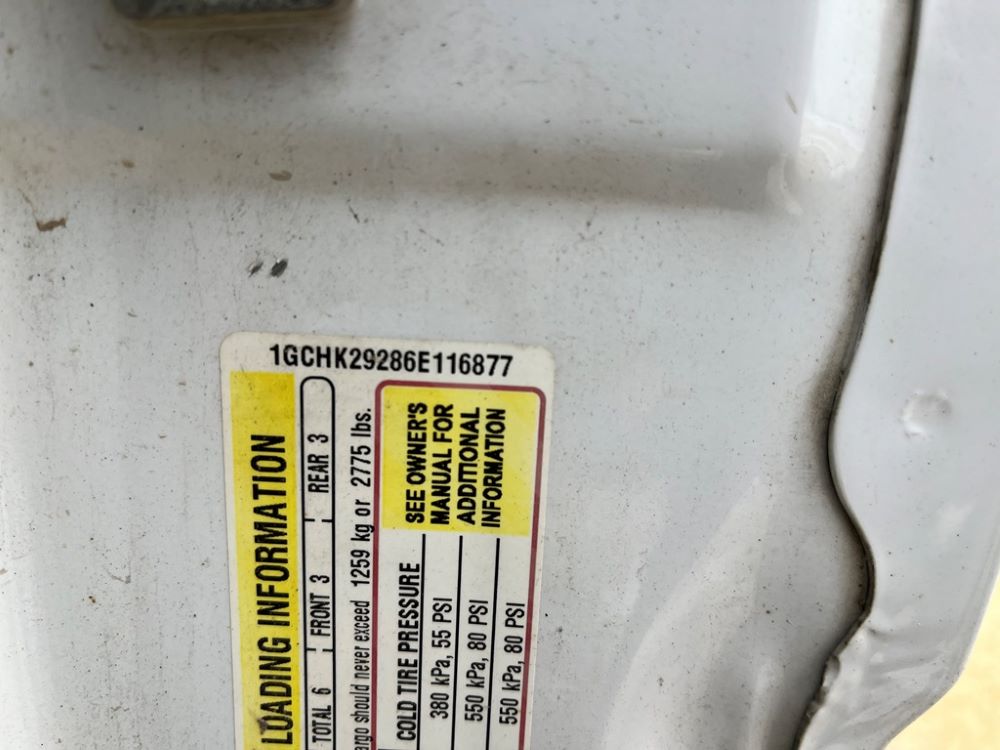 1GCHK29286E116877
LOADING INFORMATION
TOTAL 6 FRONT 3 REAR 3
should never exceed 1259 kg or 2775 lbs.
COLD TIRE PRESSURE
380 kPa, 55 PSI
550 kPa, 80 PSI
550 kPa, 80 PSI
SEE OWNER'S
MANUAL FOR
ADDITIONAL
INFORMATION